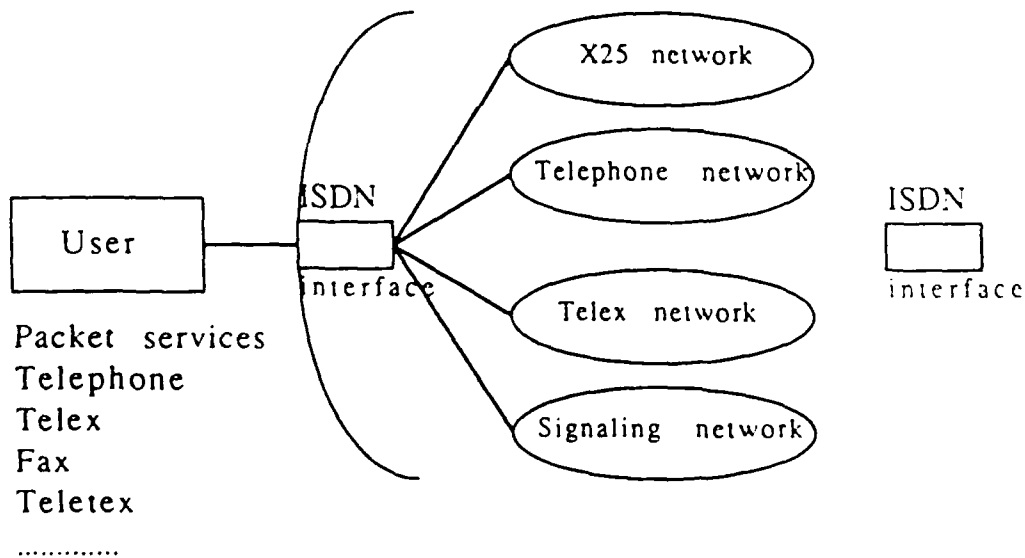 X25 network
Telephone network
ISDN
User
interface
Telex network
Signaling network
Packet services
Telephone
Telex
Fax
Teletex
.............
ISDN
interface